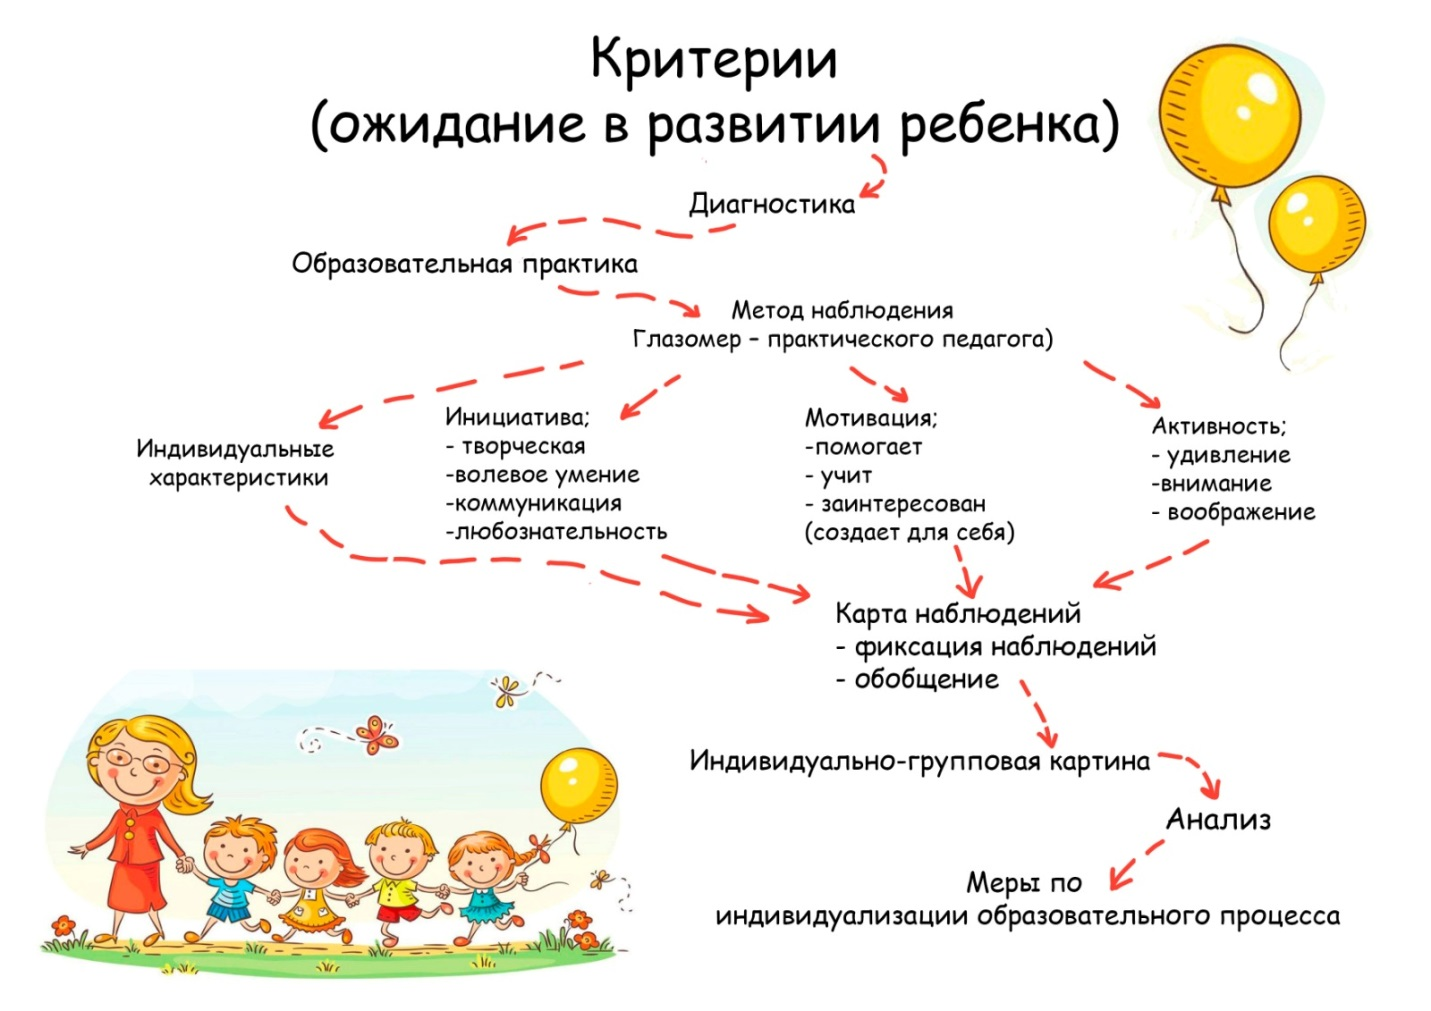 Критерии
(ожидание в развитии ребенка)
Диагностика
Образовательная практика
Метод наблюдения
Глазомер – практического педагога)
Индивидуальные
характеристики
Инициатива;
- творческая
-волевое умение
-коммуникация
-любознательность
Мотивация;
-помогает
- учит
- заинтересован
(создает для себя)
Активность;
- удивление
-внимание
- воображение
Карта наблюдений
- фиксация наблюдений
- обобщение
Индивидуально-групповая картина
Анализ
Меры по
индивидуализации образовательного процесса